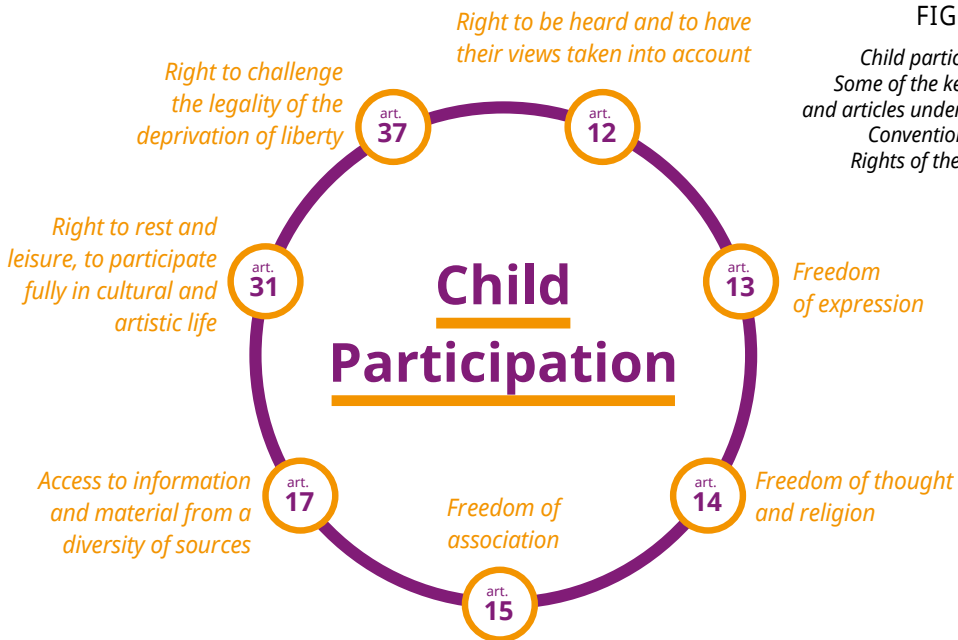 Right to be heard and to have
their views taken into account
FIG
Child partic
Some of the ke
and articles under
Convention
Rights of the
Right to challenge
the legality of the
deprivation of liberty
art.
37
art.
12
Right to rest and
leisure, to participate
fully in cultural and
artistic life
art.
31
Child
Participation
art.
13
Freedom
of expression
Access to information
and material from a
diversity of sources
art.
17
Freedom of
association
art.
15
art.
14
Freedom of thought
and religion